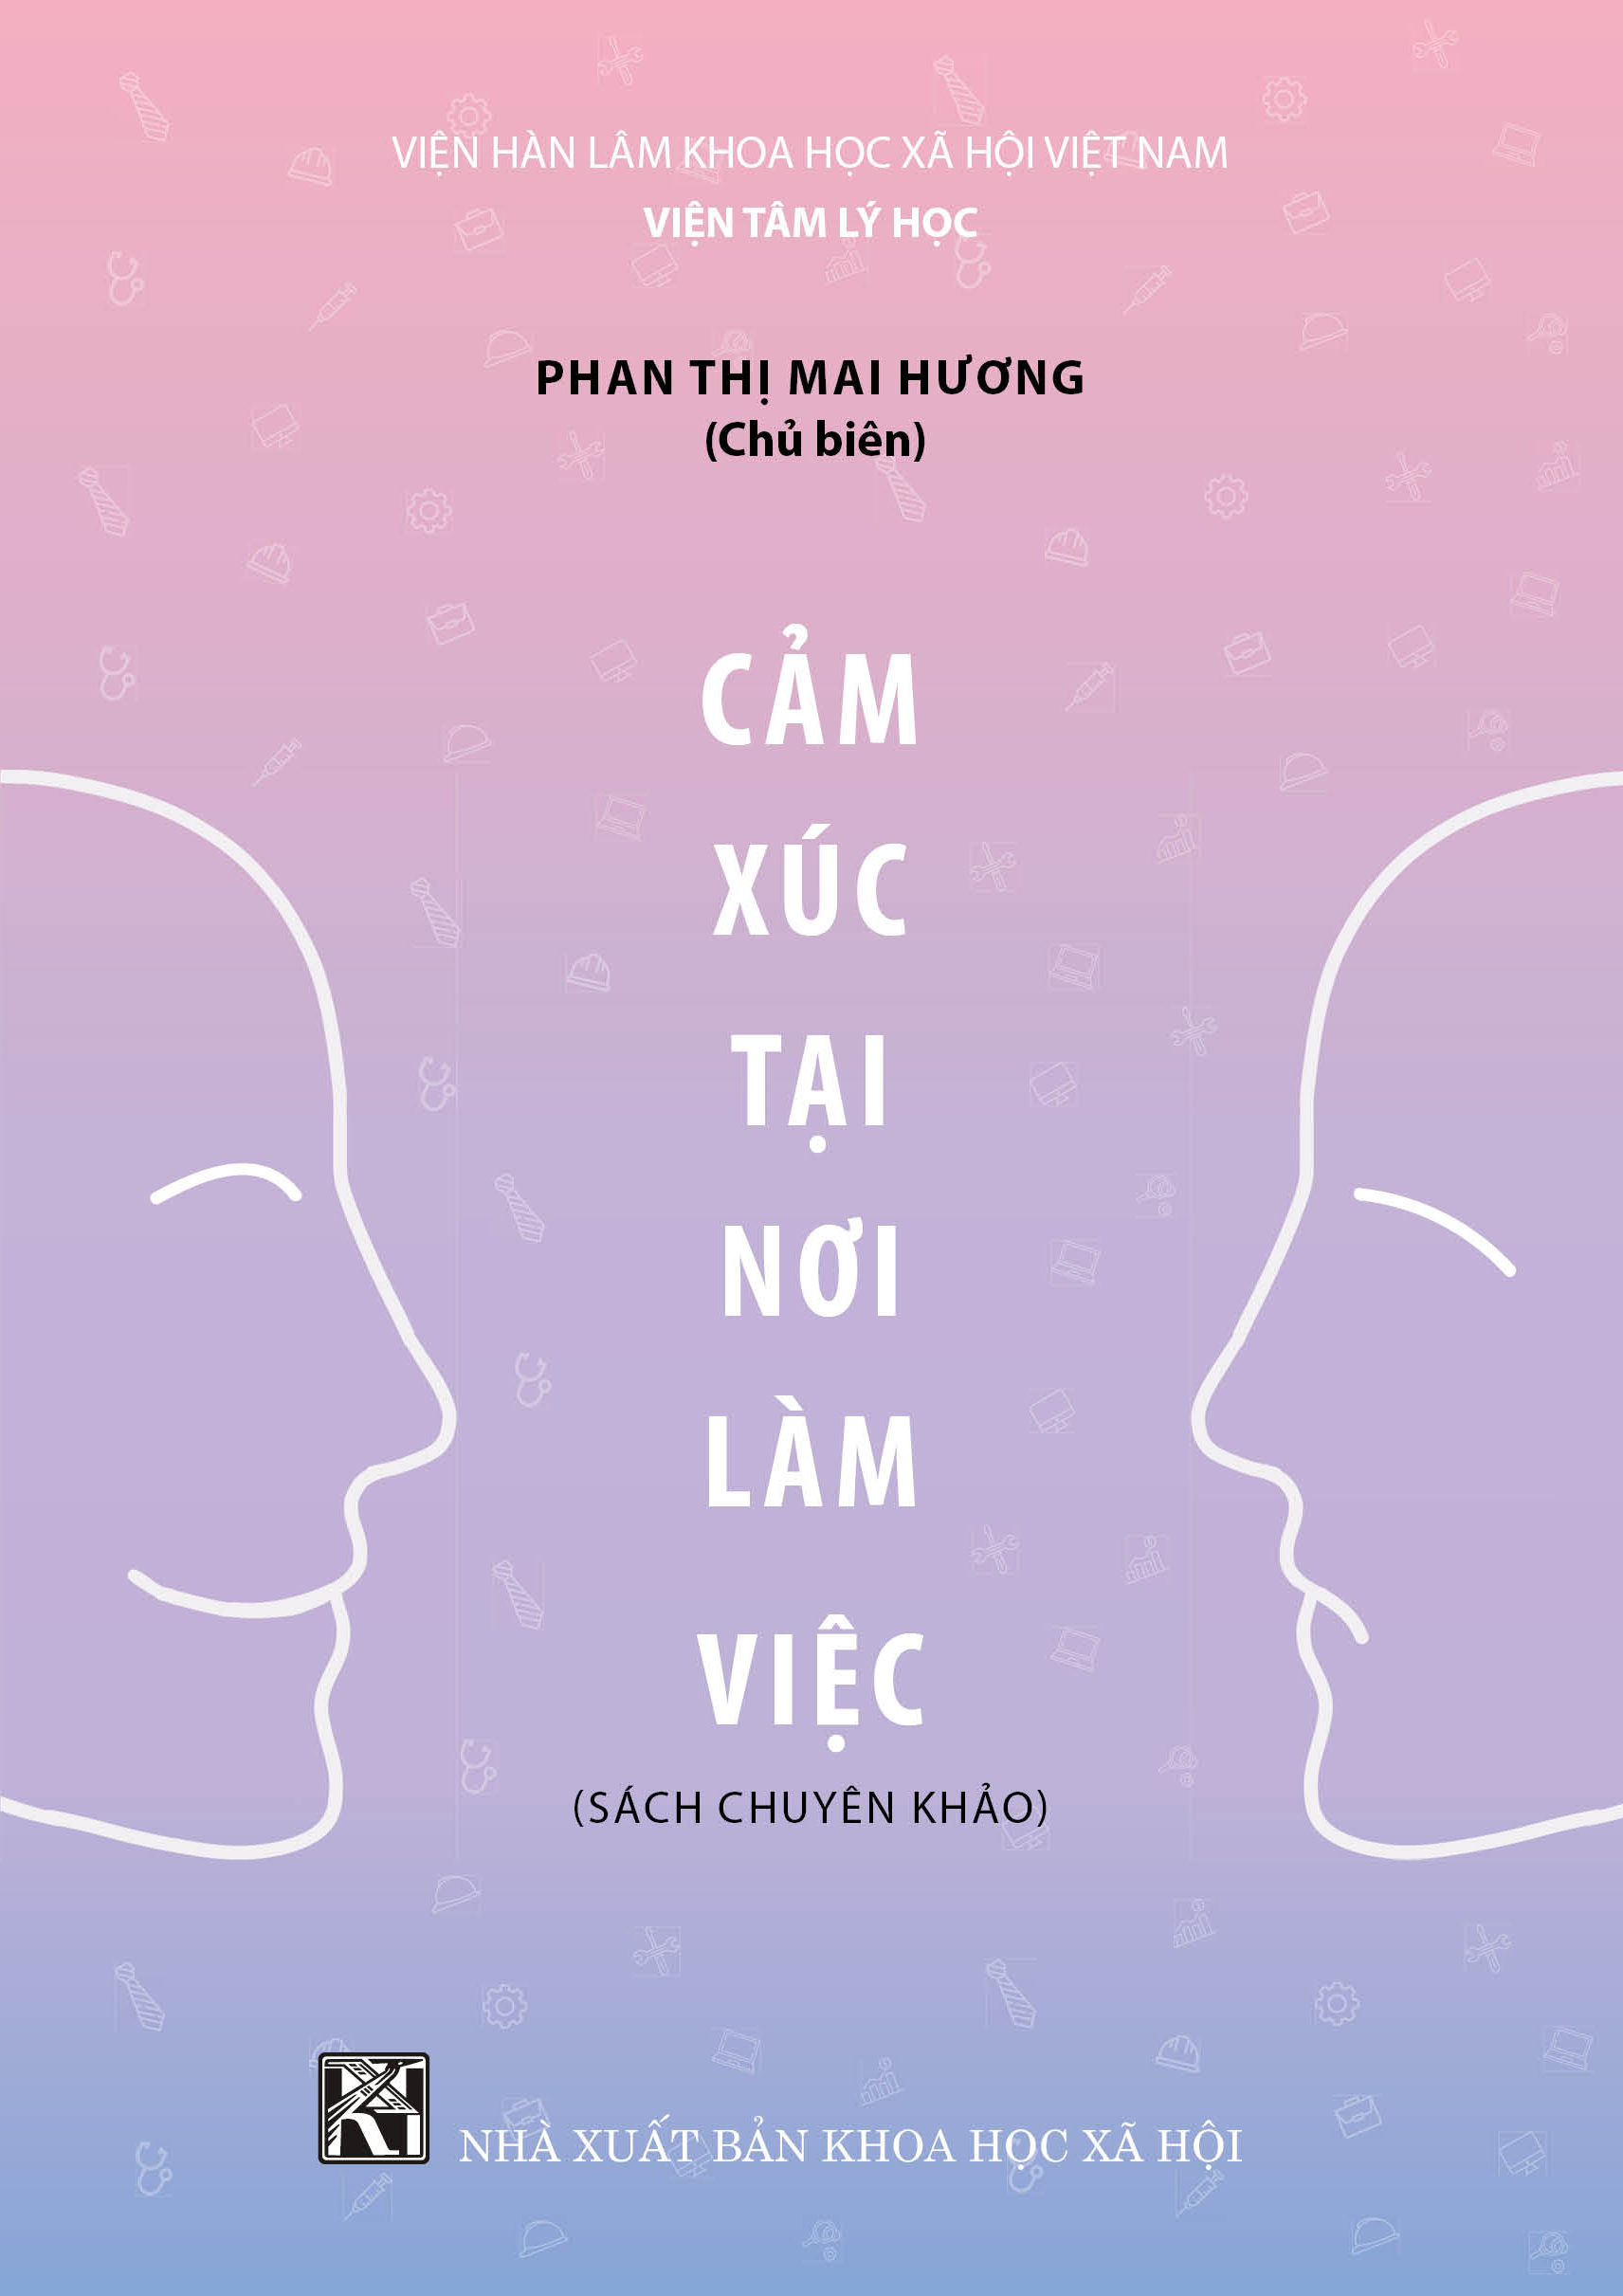 VIỆN HÀN LÂM KHOA HỌC XÃ HỘI VIỆT NAM
VIỆN TÂM LÝ HỌC
PHAN THỊ MAI HƯƠNG
(Chủ biên)
CẢM
XÚC
TẠI
NƠI
LÀM
VIỆC
(SÁCH CHUYÊN KHẢO)
NHÀ XUẤT BẢN KHOA HỌC XÃ HỘI